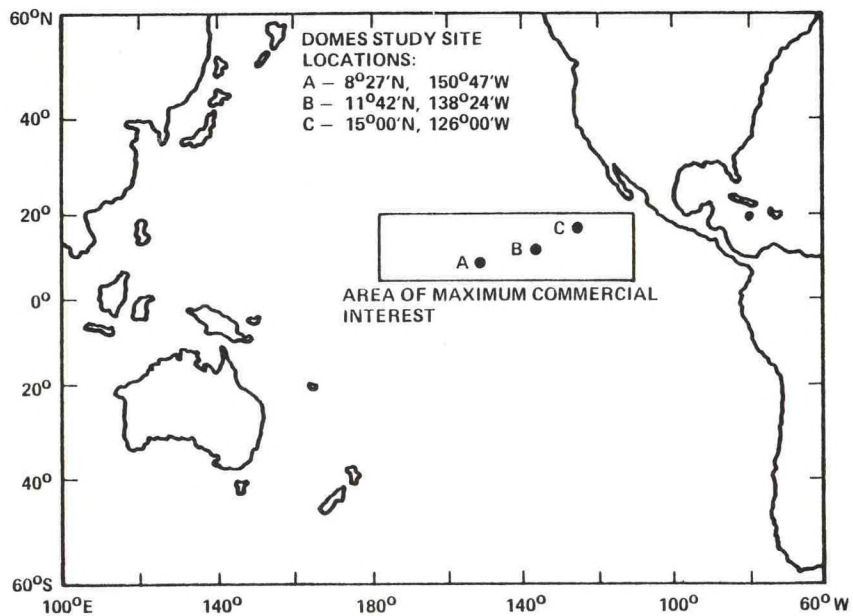 60°N
DOMES STUDY SITE
LOCATIONS:
A – 8°27'N, 150°47'W
B – 11°42'N, 138°24'W
C – 15°00'N, 126°00'W
40°
20°
C
B
A
0°
AREA OF MAXIMUM COMMERCIAL
INTEREST
20°
40°
60°S
100°E 140° 180° 140° 100° 60°W